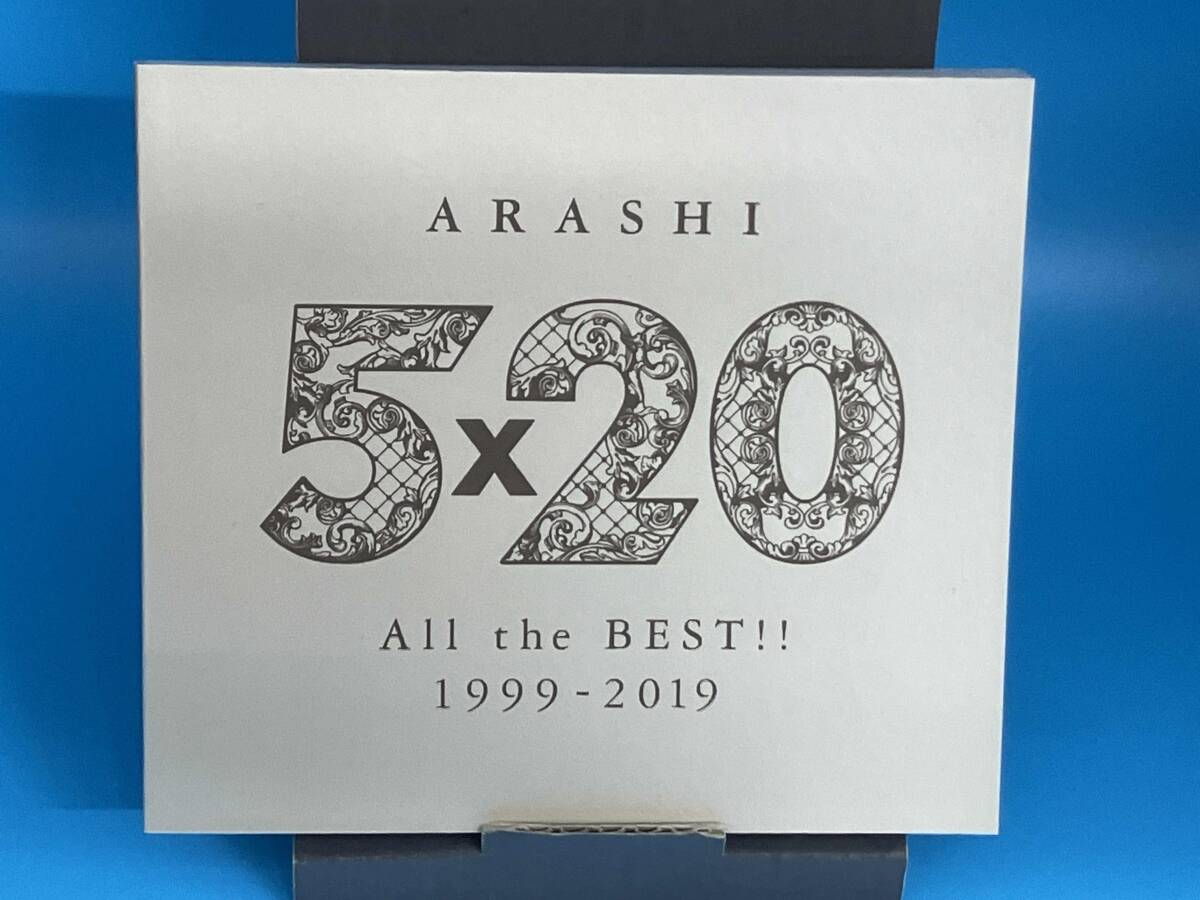 ARASHI
5x20
All the BEST!!
1999-2019